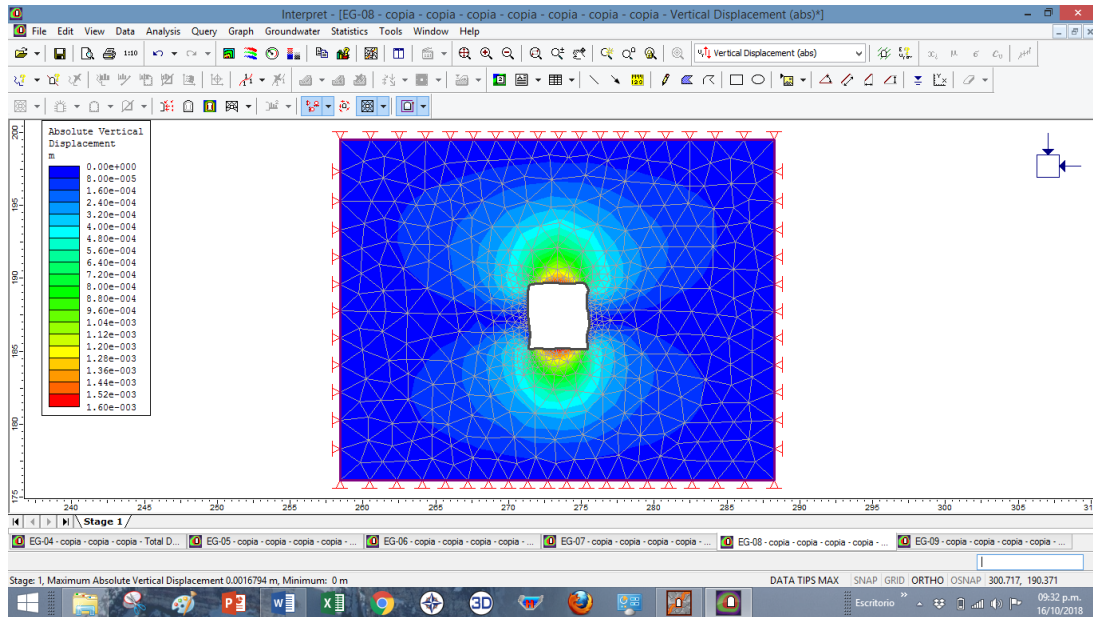 Interpret - [EG-08 - copia - copia - copia - copia - copia - copia - copia - Vertical Displacement (abs)*]
File Edit View Data Analysis Query Graph Groundwater Statistics Tools Window Help
1:10
Vertical Displacement (abs)
Absolute Vertical
Displacement
m
0.00e+000
8.00e-005
1.60e-004
2.40e-004
3.20e-004
4.00e-004
4.80e-004
5.60e-004
6.40e-004
7.20e-004
8.00e-004
8.80e-004
9.60e-004
1.04e-003
1.12e-003
1.20e-003
1.28e-003
1.36e-003
1.44e-003
1.52e-003
1.60e-003
200
195
190
185
180
175
240 245 250 255 260 265 270 275 280 285 290 295 300 305 31
Stage 1
EG-04 - copia - copia - copia - Total D... EG-05 - copia - copia - copia - copia - ... EG-06 - copia - copia - copia - copia - ... EG-07 - copia - copia - copia - copia - ... EG-08 - copia - copia - copia - copia - ... EG-09 - copia - copia - copia - copia - ...
Stage: 1, Maximum Absolute Vertical Displacement 0.0016794 m, Minimum: 0 m DATA TIPS MAX SNAP GRID ORTHO OSNAP 300.717, 190.371
Escritorio 09:32 p.m.
16/10/2018